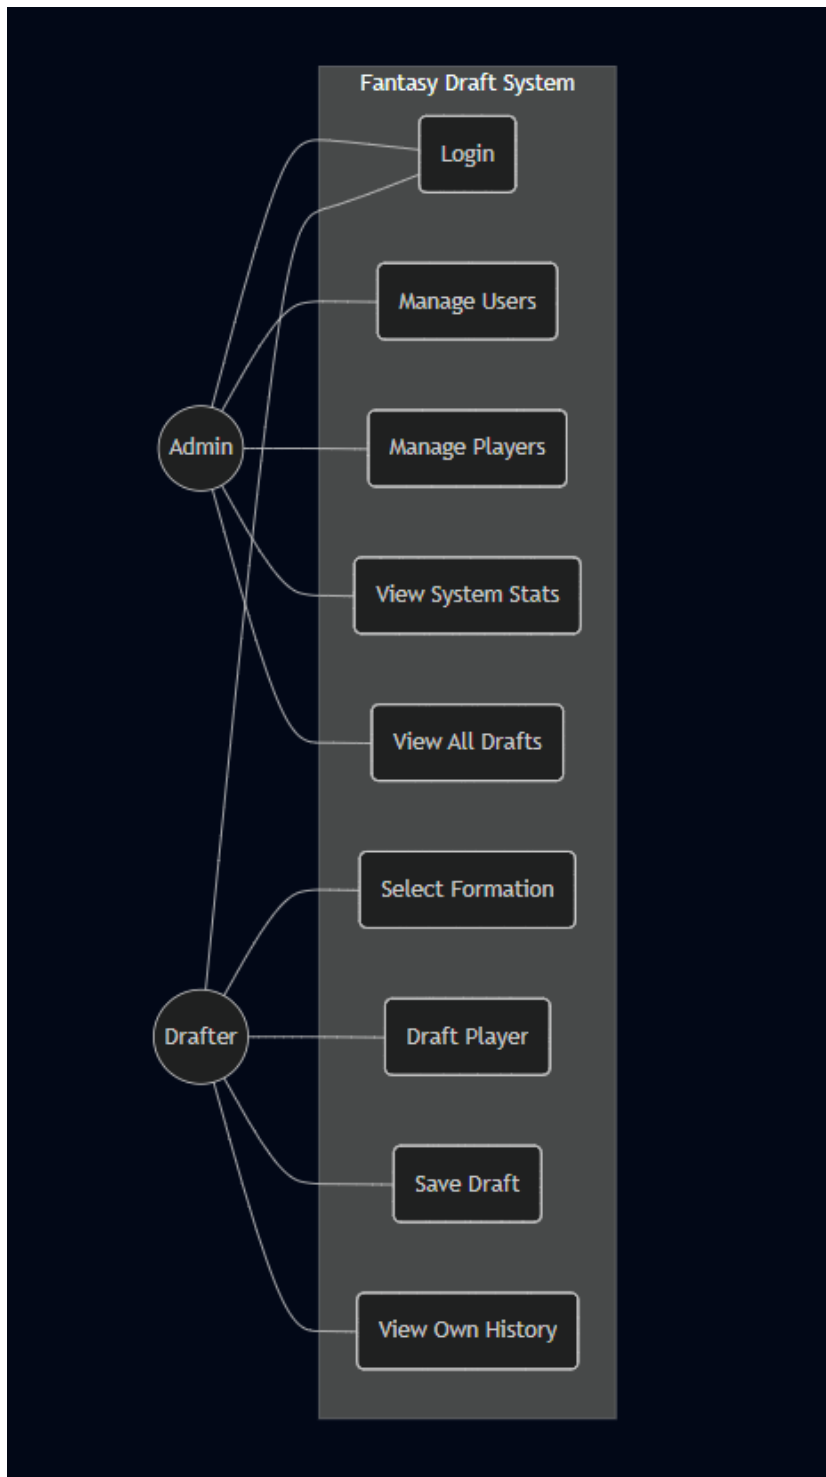 Fantasy Draft System
Login
Manage Users
Admin
Manage Players
View System Stats
View All Drafts
Select Formation
Drafter
Draft Player
Save Draft
View Own History